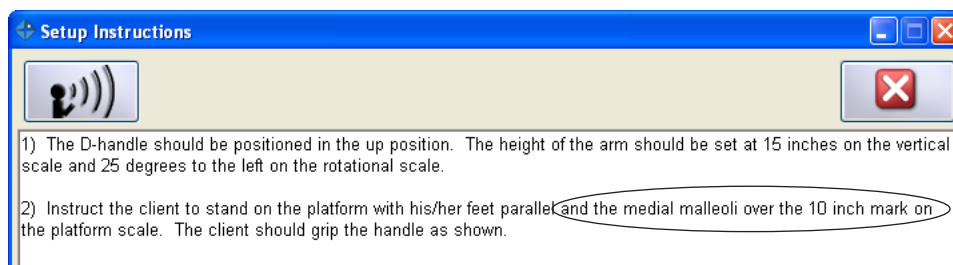 Setup Instructions
1) The D-handle should be positioned in the up position. The height of the arm should be set at 15 inches on the vertical
scale and 25 degrees to the left on the rotational scale.
2) Instruct the client to stand on the platform with his/her feet parallel and the medial malleoli over the 10 inch mark on
the platform scale. The client should grip the handle as shown.